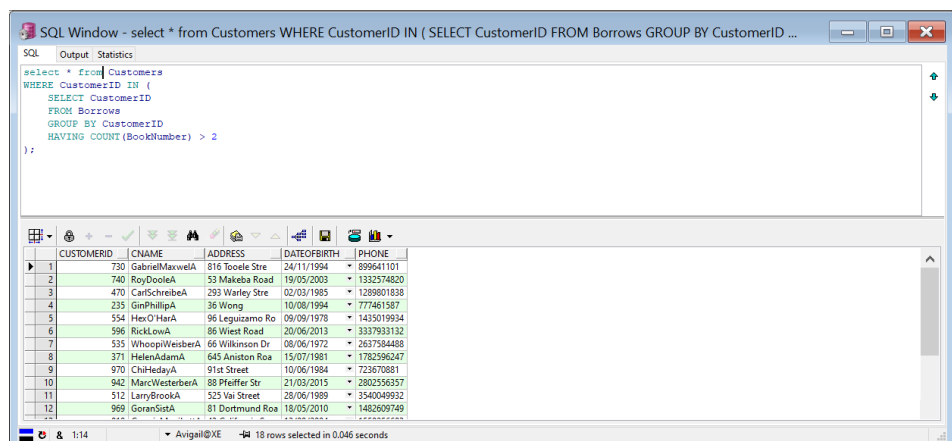 SQL Window - select * from Customers WHERE CustomerID IN ( SELECT CustomerID FROM Borrows GROUP BY CustomerID ...
SQL Output Statistics
select * from Customers
WHERE CustomerID IN (
SELECT CustomerID
FROM Borrows
GROUP BY CustomerID
HAVING COUNT(BookNumber) > 2
);
CUSTOMERID CNAME ADDRESS DATEOFBIRTH PHONE
1 730 GabrielMaxwelA 816 Tooele Stre 24/11/1994 899641101
2 740 RoyDooleA 53 Makeba Road 19/05/2003 1332574820
3 470 CarlSchreibeA 293 Warley Stre 02/03/1985 1289801838
4 235 GinPhillipA 36 Wong 10/08/1994 777461587
5 554 HexO'HarA 96 Leguizamo Ro 09/09/1978 1435019934
6 596 RickLowA 86 Wiest Road 20/06/2013 3337933132
7 535 WhoopiWeisberA 66 Wilkinson Dr 08/06/1972 2637584488
8 371 HelenAdamA 645 Aniston Roa 15/07/1981 1782596247
9 970 ChiHedayA 91st Street 10/06/1984 723670881
10 942 MarcWesterberA 88 Pfeiffer Str 21/03/2015 2802556357
11 512 LarryBrookA 525 Vai Street 28/06/1989 3540049932
12 969 GoranSistA 81 Dortmund Roa 18/05/2010 1482609749
& 1:14 Avigail@XE 18 rows selected in 0.046 seconds